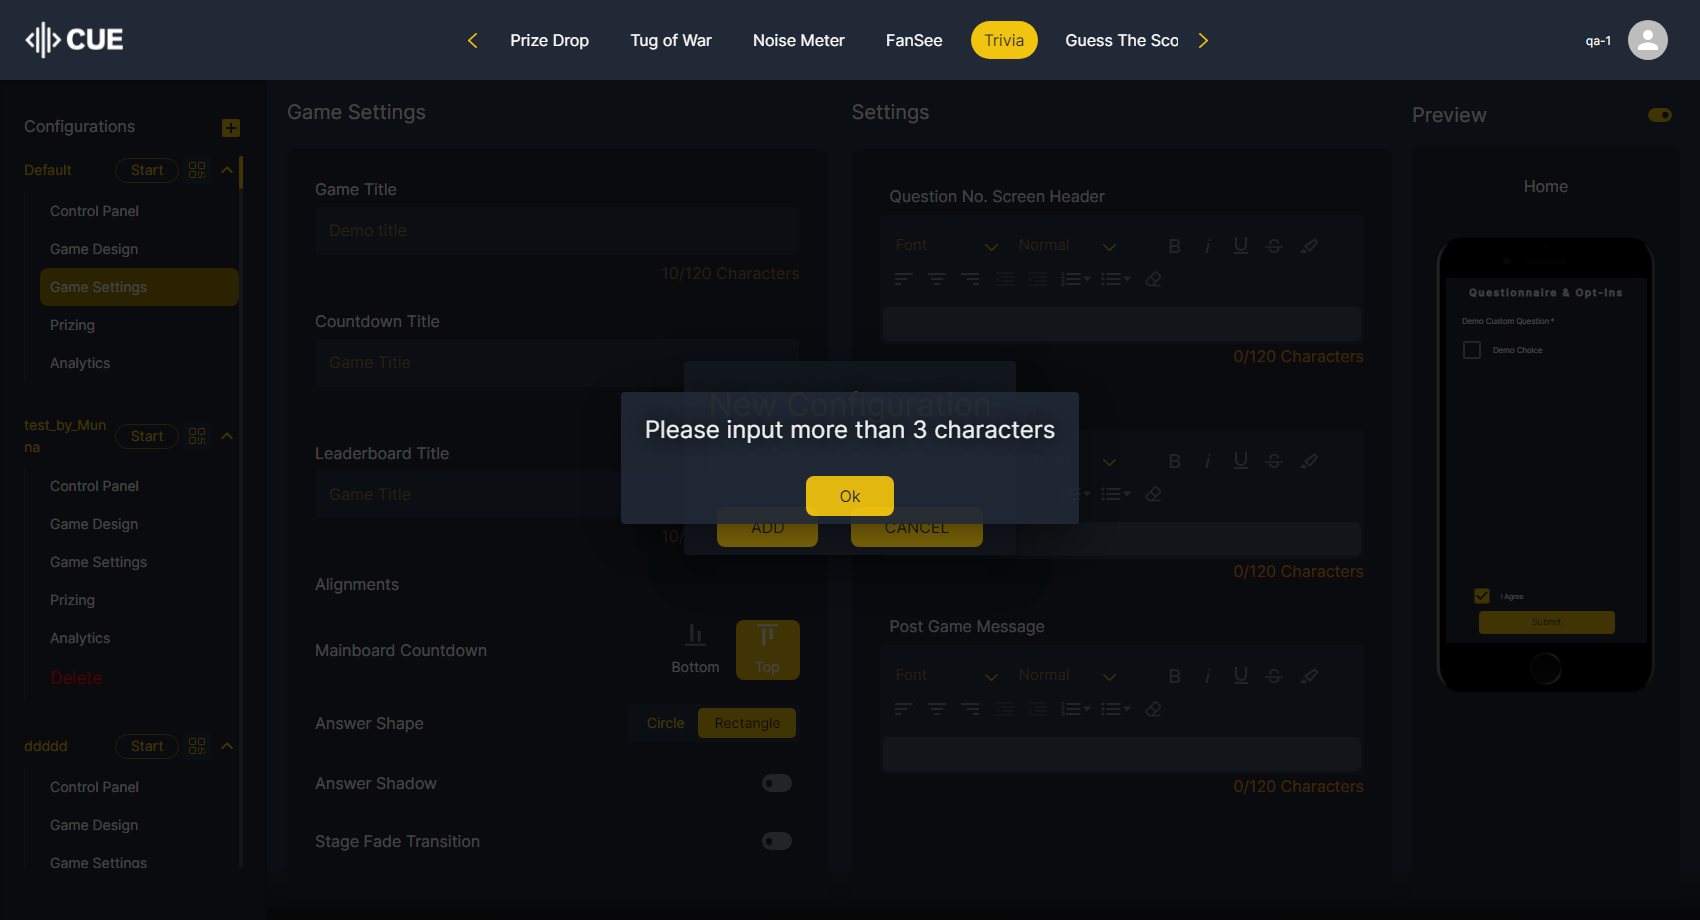 CUE
Prize Drop
Tug of War
Noise Meter
FanSee
Trivia
Guess The Sco
qa-1
Configurations
Default
Start
Control Panel
Game Design
Game Settings
Prizing
Analytics
test_by_Mun
na
Start
Control Panel
Game Design
Game Settings
Prizing
Analytics
Delete
ddddd
Start
Control Panel
Game Design
Game Settings
Game Settings
Game Title
Demo title
10/120 Characters
Countdown Title
Game Title
Leaderboard Title
Game Title
10/
Alignments
Mainboard Countdown
Bottom
Top
Answer Shape
Circle
Rectangle
Answer Shadow
Stage Fade Transition
New Configuration
Please input more than 3 characters
Ok
ADD
CANCEL
Settings
Question No. Screen Header
Font
Normal
B
i
U
S
0/120 Characters
B
i
U
S
0/120 Characters
Post Game Message
Font
Normal
B
i
U
S
0/120 Characters
Preview
Home
Questionnaire & Opt-Ins
Demo Custom Question*
Demo Choice
I Agree
Submit